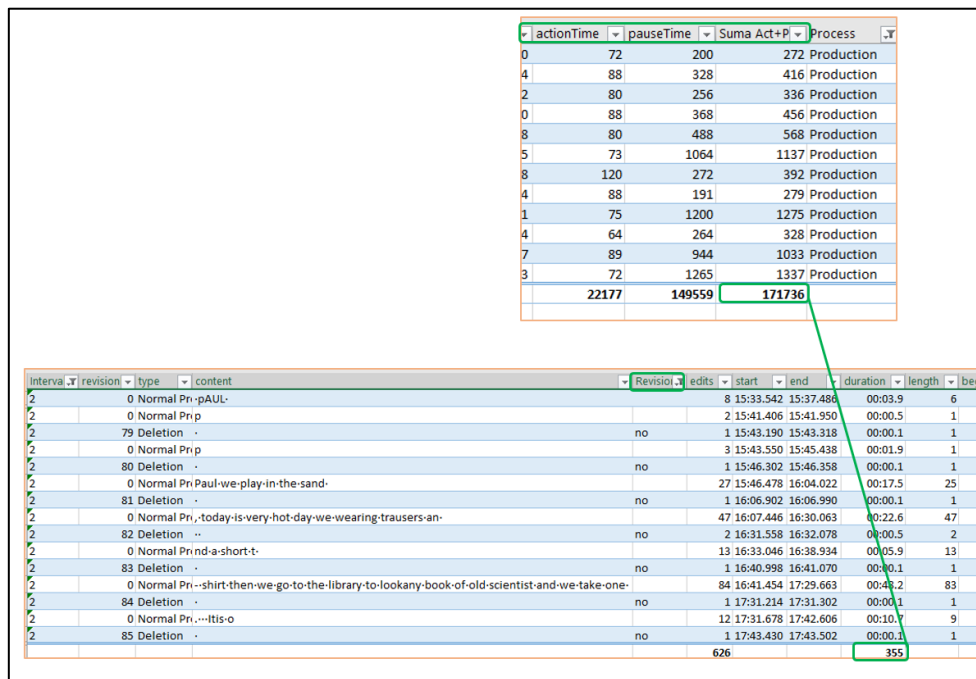 actionTime pauseTime Suma Act+P Process
0 72 200 272 Production
4 88 328 416 Production
2 80 256 336 Production
0 88 368 456 Production
8 80 488 568 Production
5 73 1064 1137 Production
8 120 272 392 Production
4 88 191 279 Production
1 75 1200 1275 Production
4 64 264 328 Production
7 89 944 1033 Production
3 72 1265 1337 Production
22177 149559 171736
Interva revision type content Revisio edits start end duration length bec
2 0 Normal Pr ·pAUL· 8 15:33.542 15:37.486 00:03.9 6
2 0 Normal Pr p 2 15:41.406 15:41.950 00:00.5 1
2 79 Deletion · no 1 15:43.190 15:43.318 00:00.1 1
2 0 Normal Pr p 3 15:43.550 15:45.438 00:01.9 1
2 80 Deletion · no 1 15:46.302 15:46.358 00:00.1 1
2 0 Normal Pr Paul·we·play·in·the·sand· 27 15:46.478 16:04.022 00:17.5 25
2 81 Deletion · no 1 16:06.902 16:06.990 00:00.1 1
2 0 Normal Pr ,·today·is·very·hot·day·we·wearing·trausers·an· 47 16:07.446 16:30.063 00:22.6 47
2 82 Deletion ·· no 2 16:31.558 16:32.078 00:00.5 2
2 0 Normal Pr nd·a·short·t· 13 16:33.046 16:38.934 00:05.9 13
2 83 Deletion · no 1 16:40.998 16:41.070 00:00.1 1
2 0 Normal Pr --shirt·then·we·go·to·the·library·to·lookany·book·of·old·scientist·and·we·take·one· 84 16:41.454 17:29.663 00:48.2 83
2 84 Deletion · no 1 17:31.214 17:31.302 00:00.1 1
2 0 Normal Pr .···Itis·o 12 17:31.678 17:42.606 00:10. 9
2 85 Deletion · no 1 17:43.430 17:43.502 00:00.1 1
626 355